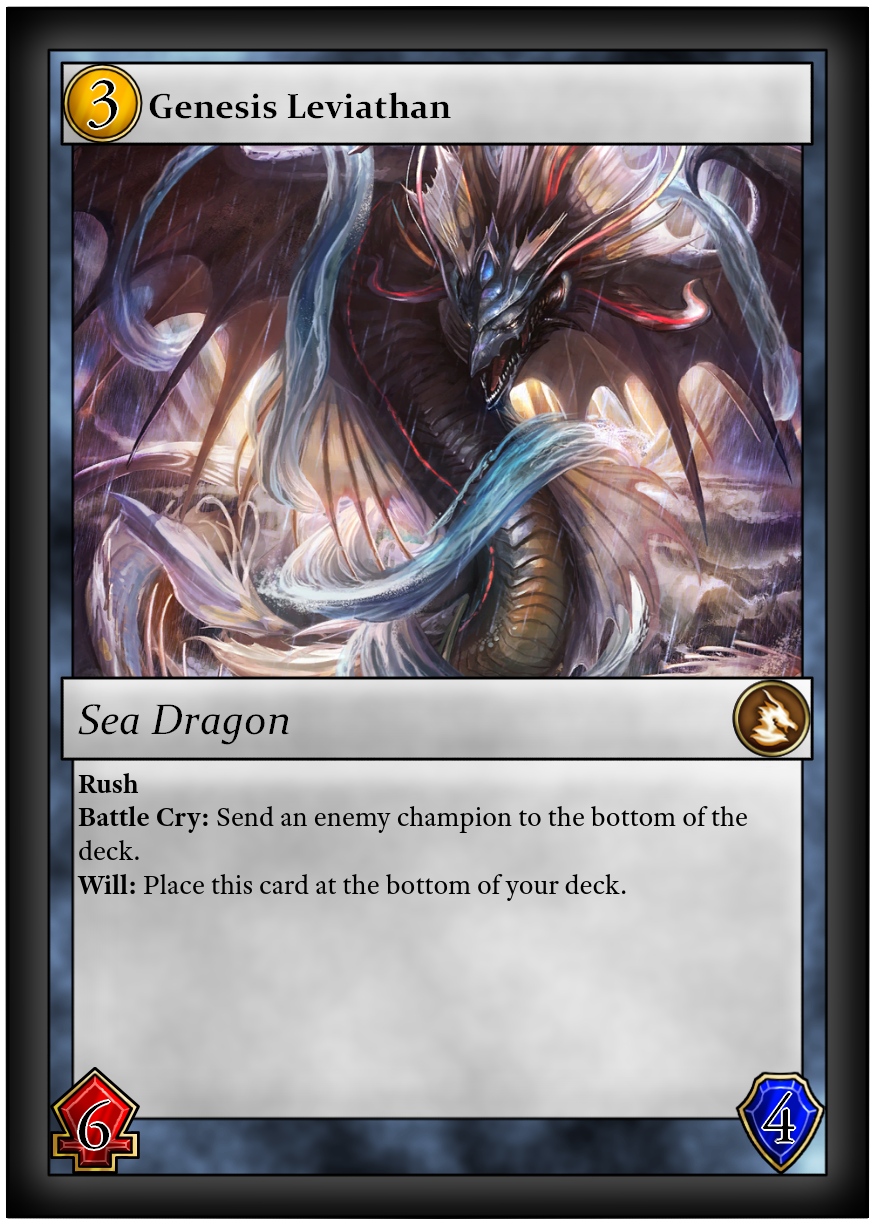 3
Genesis Leviathan
Sea Dragon
Rush
Battle Cry: Send an enemy champion to the bottom of the
deck.
Will: Place this card at the bottom of your deck.
6
4